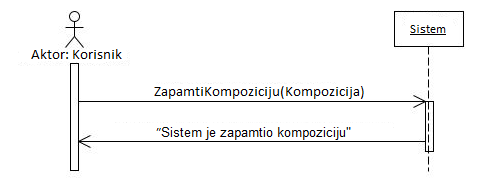 Sistem
Aktor: Korisnik
ZapamtiKompoziciju(Kompozicija)
“Sistem je zapamtio kompoziciju"